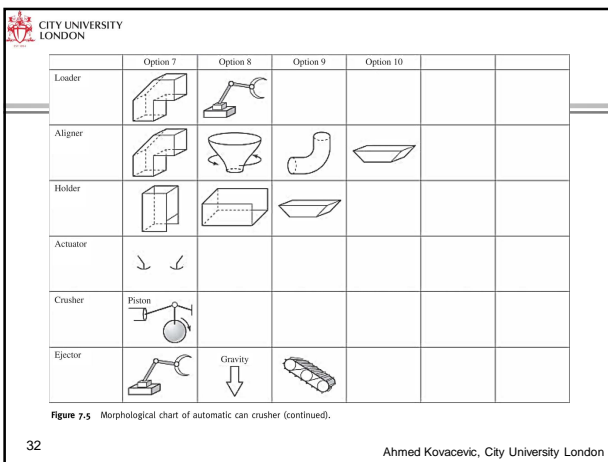 CITY UNIVERSITY
LONDON
Option 7 Option 8 Option 9 Option 10
Loader
Aligner
Holder
Actuator
Crusher Piston
Ejector Gravity
Figure 7.5 Morphological chart of automatic can crusher (continued).
32 Ahmed Kovacevic, City University London